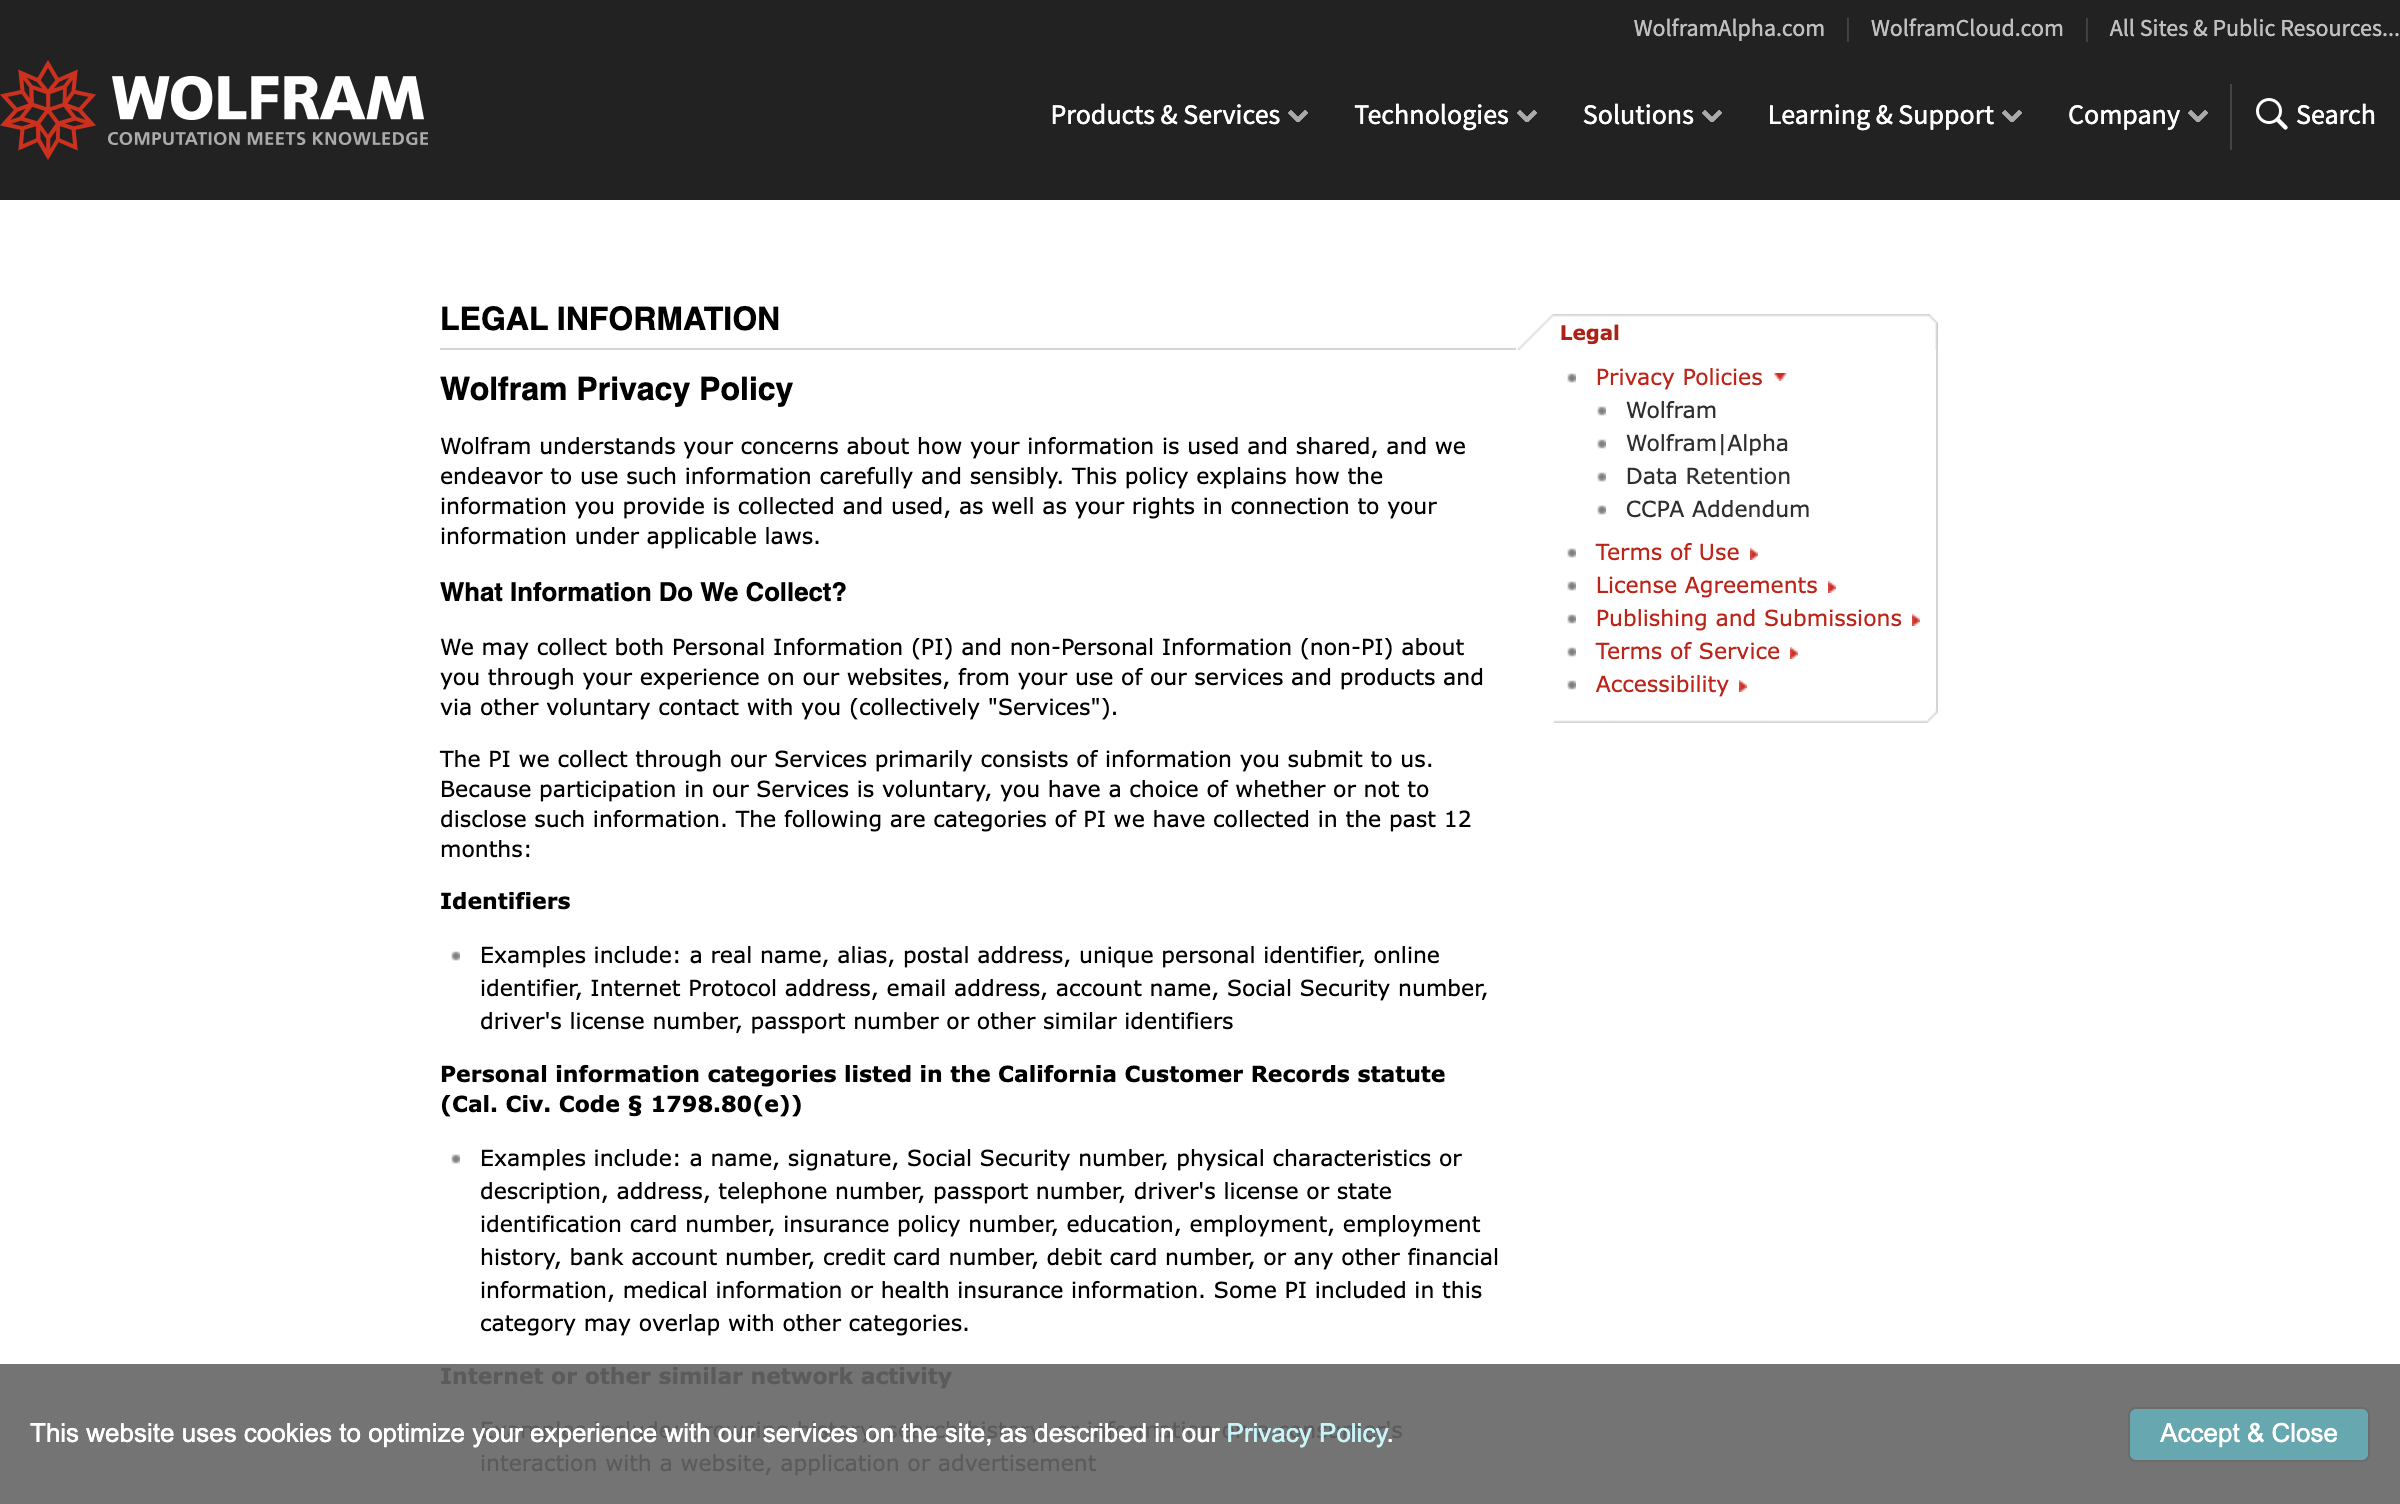 WolframAlpha.com
WolframCloud.com
All Sites & Public Resources...
WOLFRAM
COMPUTATION MEETS KNOWLEDGE
Products & Services
Technologies
Solutions
Learning & Support
Company
Search
LEGAL INFORMATION
Wolfram Privacy Policy
Wolfram understands your concerns about how your information is used and shared, and we
endeavor to use such information carefully and sensibly. This policy explains how the
information you provide is collected and used, as well as your rights in connection to your
information under applicable laws.
What Information Do We Collect?
We may collect both Personal Information (PI) and non-Personal Information (non-PI) about
you through your experience on our websites, from your use of our services and products and
via other voluntary contact with you (collectively "Services").
The PI we collect through our Services primarily consists of information you submit to us.
Because participation in our Services is voluntary, you have a choice of whether or not to
disclose such information. The following are categories of PI we have collected in the past 12
months:
Identifiers
Examples include: a real name, alias, postal address, unique personal identifier, online
identifier, Internet Protocol address, email address, account name, Social Security number,
driver's license number, passport number or other similar identifiers
Personal information categories listed in the California Customer Records statute
(Cal. Civ. Code § 1798.80(e))
Examples include: a name, signature, Social Security number, physical characteristics or
description, address, telephone number, passport number, driver's license or state
identification card number, insurance policy number, education, employment, employment
history, bank account number, credit card number, debit card number, or any other financial
information, medical information or health insurance information. Some PI included in this
category may overlap with other categories.
Internet or other similar network activity
interaction with a website, application or advertisement
Legal
Privacy Policies
Wolfram
Wolfram|Alpha
Data Retention
CCPA Addendum
Terms of Use
License Agreements
Publishing and Submissions
Terms of Service
Accessibility
This website uses cookies to optimize your experience with our services on the site, as described in our Privacy Policy.
Accept & Close